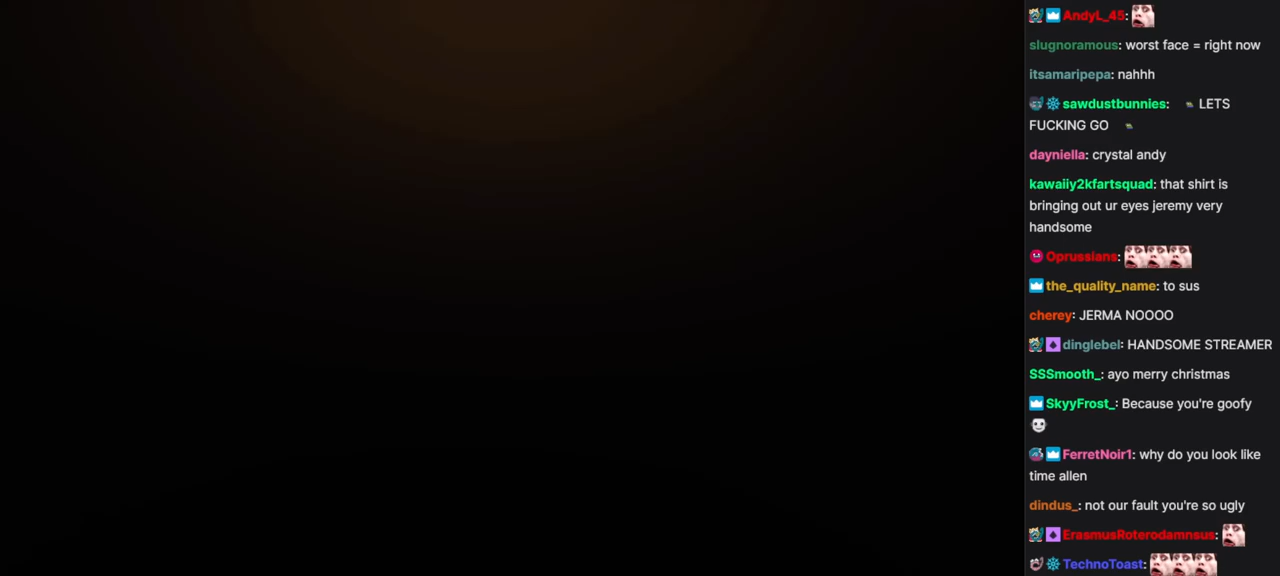 AndyL_45:
slugnoramous: worst face = right now
itsamaripepa: nahhh
sawdustbunnies: LETS
FUCKING GO
dayniella: crystal andy
kawaiiy2kfartsquad: that shirt is
bringing out ur eyes jeremy very
handsome
Oprussians:
the_quality_name: to sus
cherey: JERMA NOOOO
dinglebel: HANDSOME STREAMER
SSSmooth_: ayo merry christmas
SkyyFrost_: Because you're goofy
FerretNoir1: why do you look like
time allen
dindus_: not our fault you're so ugly
ErasmusRoterodamnsus:
TechnoToast: